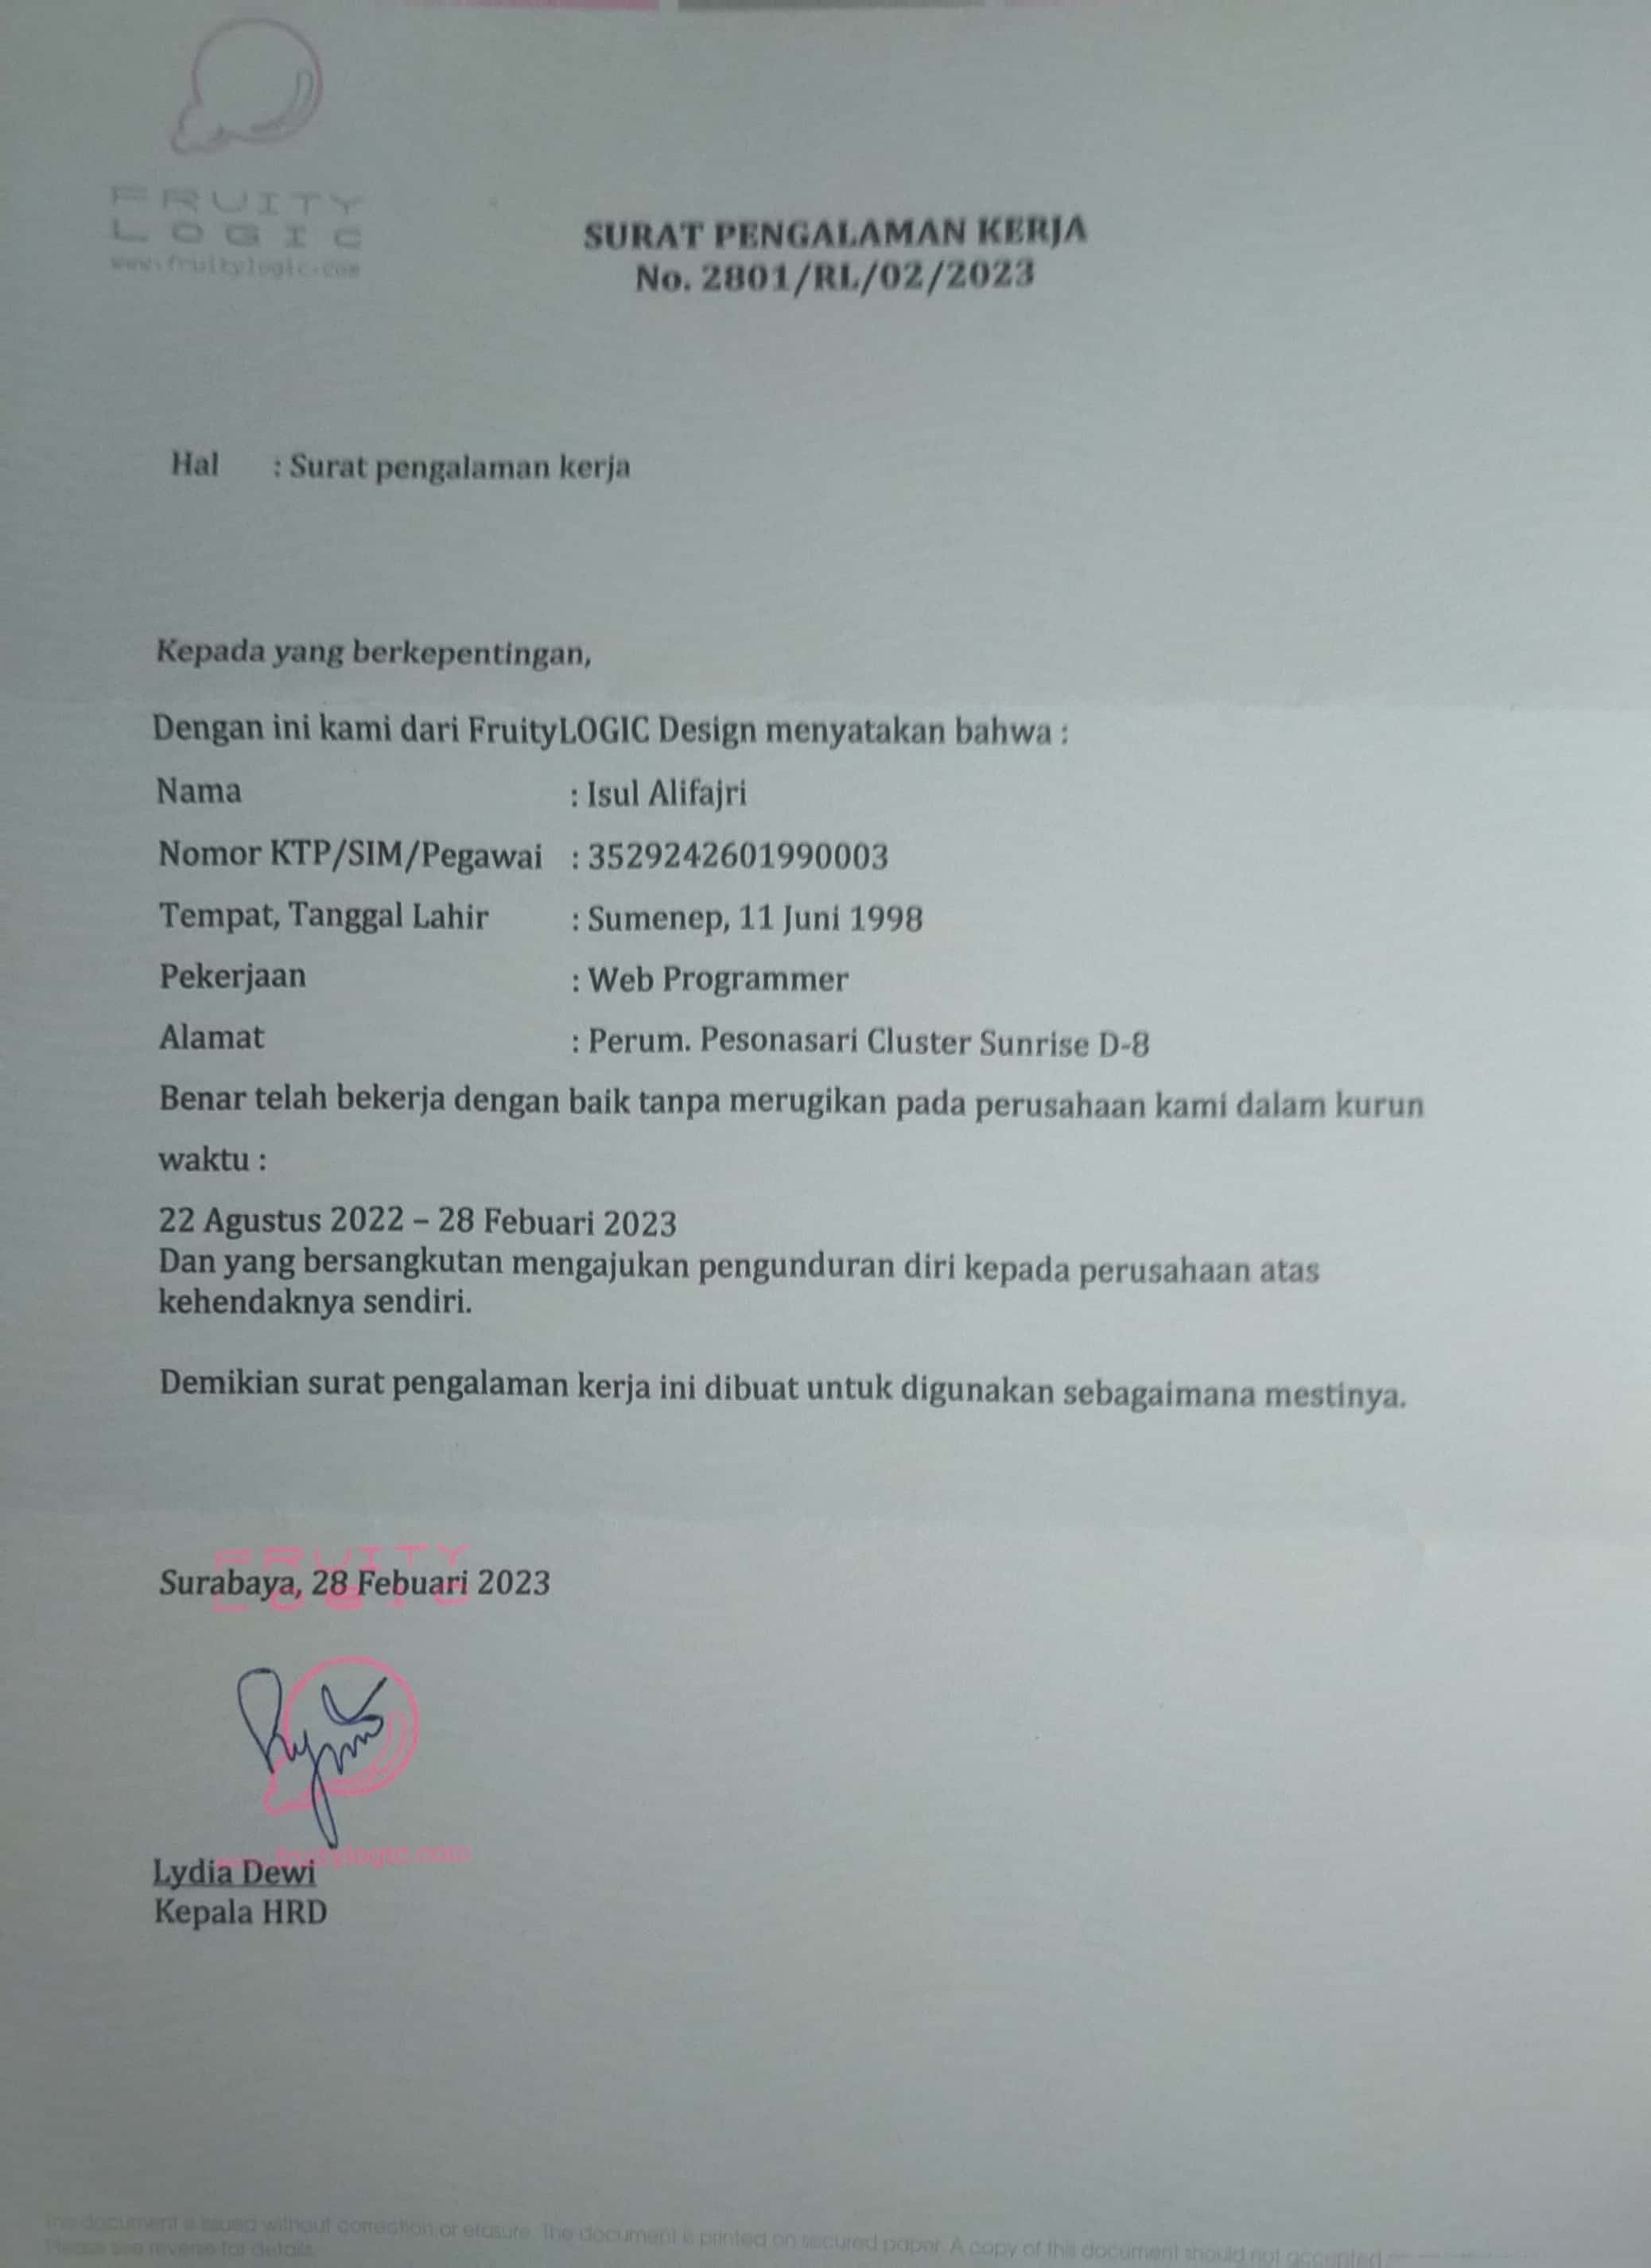 FRUITY
LOGIC
www.fruitylogic.com
SURAT PENGALAMAN KERJA
No. 2801/RL/02/2023
Hal : Surat pengalaman kerja
Kepada yang berkepentingan,
Dengan ini kami dari FruityLOGIC Design menyatakan bahwa :
Nama : Isul Alifajri
Nomor KTP/SIM/Pegawai : 3529242601990003
Tempat, Tanggal Lahir : Sumenep, 11 Juni 1998
Pekerjaan : Web Programmer
Alamat : Perum. Pesonasari Cluster Sunrise D-8
Benar telah bekerja dengan baik tanpa merugikan pada perusahaan kami dalam kurun
waktu :
22 Agustus 2022 – 28 Febuari 2023
Dan yang bersangkutan mengajukan pengunduran diri kepada perusahaan atas
kehendaknya sendiri.
Demikian surat pengalaman kerja ini dibuat untuk digunakan sebagaimana mestinya.
FRUITY
LOGIC
Surabaya, 28 Febuari 2023
www.fruitylogic.com
Lydia Dewi
Kepala HRD
This document is issued without correction or erasure. The document is printed on secured paper. A copy of this document should not accepted
Please see reverse for details.